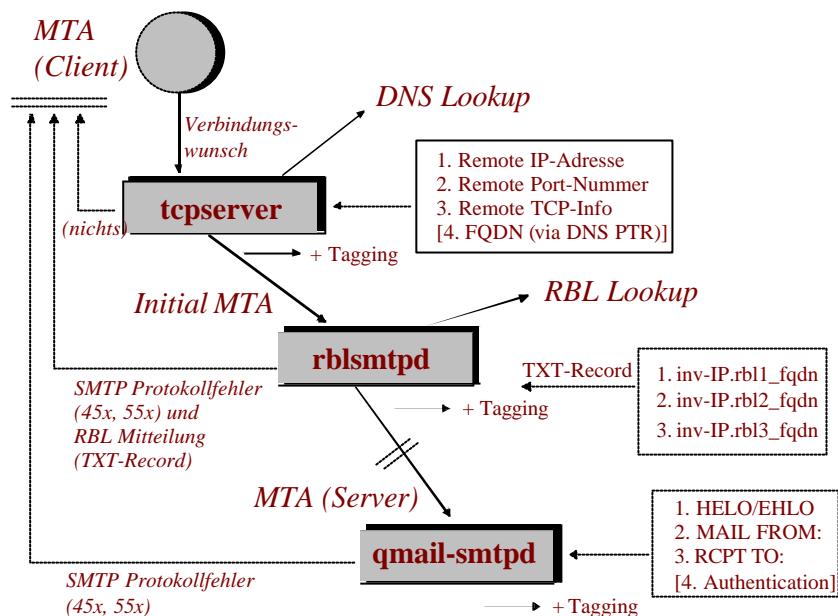 MTA
(Client)
DNS Lookup
Verbindungs-
wunsch
1. Remote IP-Adresse
2. Remote Port-Nummer
3. Remote TCP-Info
[4. FQDN (via DNS PTR)]
tcpserver
(nichts)
+ Tagging
Initial MTA
RBL Lookup
rblsmtpd
TXT-Record
1. inv-IP.rbl1_fqdn
2. inv-IP.rbl2_fqdn
3. inv-IP.rbl3_fqdn
SMTP Protokollfehler
(45x, 55x) und
RBL Mitteilung
(TXT-Record)
+ Tagging
MTA (Server)
1. HELO/EHLO
2. MAIL FROM:
3. RCPT TO:
[4. Authentication]
qmail-smtpd
SMTP Protokollfehler
(45x, 55x)
+ Tagging